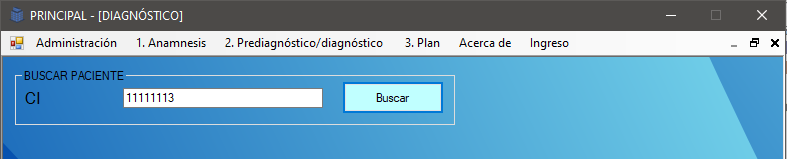 PRINCIPAL - [DIAGNÓSTICO]
Administración 1. Anamnesis 2. Prediagnóstico/diagnóstico 3. Plan Acerca de Ingreso
BUSCAR PACIENTE
CI 11111113 Buscar